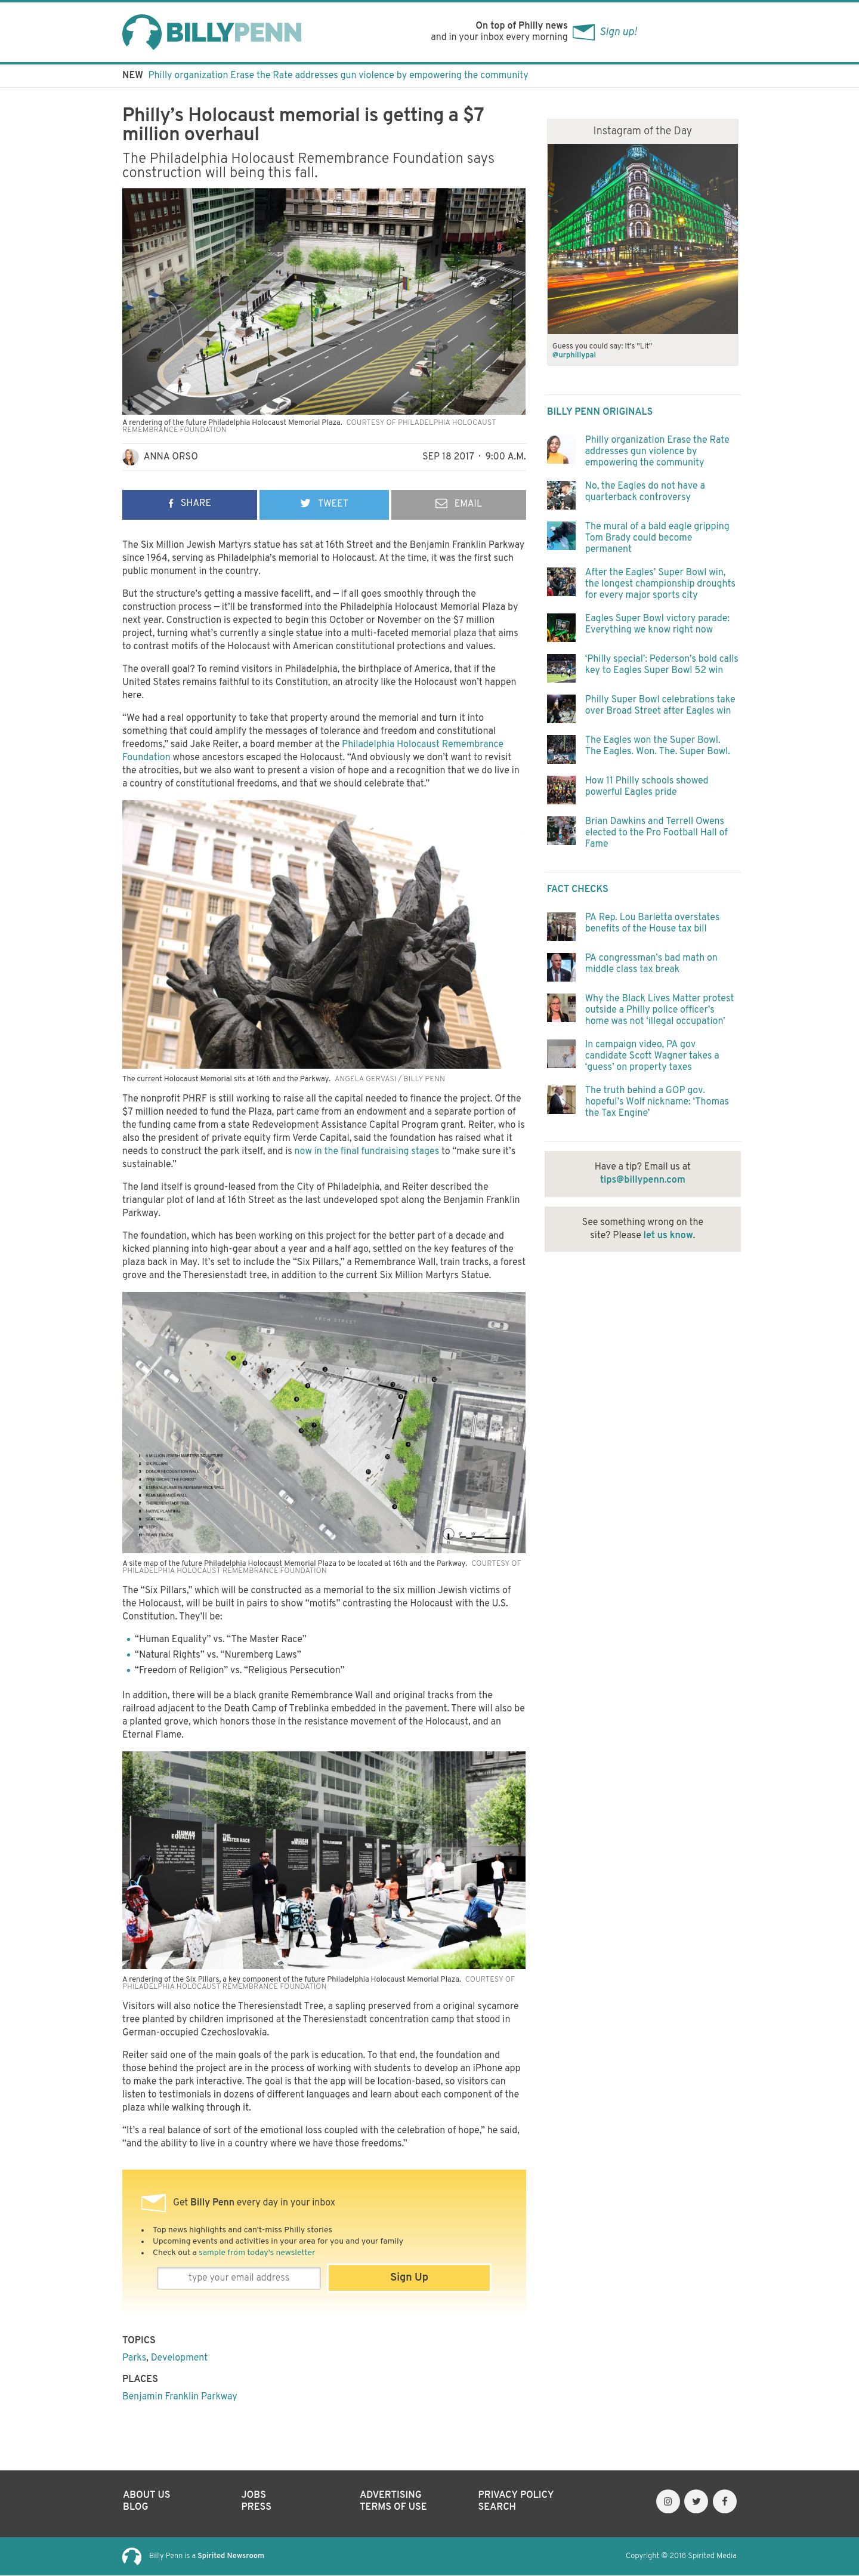 BILLYPENN
On top of Philly news
and in your inbox every morning
Sign up!
NEW Philly organization Erase the Rate addresses gun violence by empowering the community
Philly’s Holocaust memorial is getting a $7
million overhaul
The Philadelphia Holocaust Remembrance Foundation says
construction will being this fall.
A rendering of the future Philadelphia Holocaust Memorial Plaza. COURTESY OF PHILADELPHIA HOLOCAUST
REMEMBRANCE FOUNDATION
ANNA ORSO
SEP 18 2017 · 9:00 A.M.
SHARE
TWEET
EMAIL
The Six Million Jewish Martyrs statue has sat at 16th Street and the Benjamin Franklin Parkway
since 1964, serving as Philadelphia’s memorial to Holocaust. At the time, it was the first such
public monument in the country.
But the structure’s getting a massive facelift, and — if all goes smoothly through the
construction process — it’ll be transformed into the Philadelphia Holocaust Memorial Plaza by
next year. Construction is expected to begin this October or November on the $7 million
project, turning what’s currently a single statue into a multi-faceted memorial plaza that aims
to contrast motifs of the Holocaust with American constitutional protections and values.
The overall goal? To remind visitors in Philadelphia, the birthplace of America, that if the
United States remains faithful to its Constitution, an atrocity like the Holocaust won’t happen
here.
“We had a real opportunity to take that property around the memorial and turn it into
something that could amplify the messages of tolerance and freedom and constitutional
freedoms,” said Jake Reiter, a board member at the Philadelphia Holocaust Remembrance
Foundation whose ancestors escaped the Holocaust. “And obviously we don’t want to revisit
the atrocities, but we also want to present a vision of hope and a recognition that we do live in
a country of constitutional freedoms, and that we should celebrate that.”
The current Holocaust Memorial sits at 16th and the Parkway. ANGELA GERVASI / BILLY PENN
The nonprofit PHRF is still working to raise all the capital needed to finance the project. Of the
$7 million needed to fund the Plaza, part came from an endowment and a separate portion of
the funding came from a state Redevelopment Assistance Capital Program grant. Reiter, who is
also the president of private equity firm Verde Capital, said the foundation has raised what it
needs to construct the park itself, and is now in the final fundraising stages to “make sure it’s
sustainable.”
The land itself is ground-leased from the City of Philadelphia, and Reiter described the
triangular plot of land at 16th Street as the last undeveloped spot along the Benjamin Franklin
Parkway.
The foundation, which has been working on this project for the better part of a decade and
kicked planning into high-gear about a year and a half ago, settled on the key features of the
plaza back in May. It’s set to include the “Six Pillars,” a Remembrance Wall, train tracks, a forest
grove and the Theresienstadt tree, in addition to the current Six Million Martyrs Statue.
ARCH STREET
1 6 MILLION JEWISH MARTYRS SCULPTURE
2 SIX PILLARS
3 DONOR RECOGNITION WALL
4 TREE GROVE "THE FOREST"
5 ETERNAL FLAME IN REMEMBRANCE WALL
6 REMEMBRANCE WALL
7 THERESIENSTADT TREE
8 NATIVE PLANTING
9 SEAT WALL
10 STEPS
11 TRAIN TRACKS
A site map of the future Philadelphia Holocaust Memorial Plaza to be located at 16th and the Parkway. COURTESY OF
PHILADELPHIA HOLOCAUST REMEMBRANCE FOUNDATION
The “Six Pillars,” which will be constructed as a memorial to the six million Jewish victims of
the Holocaust, will be built in pairs to show “motifs” contrasting the Holocaust with the U.S.
Constitution. They’ll be:
• “Human Equality” vs. “The Master Race”
• “Natural Rights” vs. “Nuremberg Laws”
• “Freedom of Religion” vs. “Religious Persecution”
In addition, there will be a black granite Remembrance Wall and original tracks from the
railroad adjacent to the Death Camp of Treblinka embedded in the pavement. There will also be
a planted grove, which honors those in the resistance movement of the Holocaust, and an
Eternal Flame.
HUMAN
EQUALITY
THE
MASTER RACE
A rendering of the Six Pillars, a key component of the future Philadelphia Holocaust Memorial Plaza. COURTESY OF
PHILADELPHIA HOLOCAUST REMEMBRANCE FOUNDATION
Visitors will also notice the Theresienstadt Tree, a sapling preserved from a original sycamore
tree planted by children imprisoned at the Theresienstadt concentration camp that stood in
German-occupied Czechoslovakia.
Reiter said one of the main goals of the park is education. To that end, the foundation and
those behind the project are in the process of working with students to develop an iPhone app
to make the park interactive. The goal is that the app will be location-based, so visitors can
listen to testimonials in dozens of different languages and learn about each component of the
plaza while walking through it.
“It’s a real balance of sort of the emotional loss coupled with the celebration of hope,” he said,
“and the ability to live in a country where we have those freedoms.”
Get Billy Penn every day in your inbox
• Top news highlights and can't-miss Philly stories
• Upcoming events and activities in your area for you and your family
• Check out a sample from today's newsletter
type your email address
Sign Up
TOPICS
Parks, Development
PLACES
Benjamin Franklin Parkway
Instagram of the Day
Guess you could say: It's "Lit"
@urphillypal
BILLY PENN ORIGINALS
Philly organization Erase the Rate
addresses gun violence by
empowering the community
No, the Eagles do not have a
quarterback controversy
The mural of a bald eagle gripping
Tom Brady could become
permanent
After the Eagles’ Super Bowl win,
the longest championship droughts
for every major sports city
Eagles Super Bowl victory parade:
Everything we know right now
‘Philly special’: Pederson’s bold calls
key to Eagles Super Bowl 52 win
Philly Super Bowl celebrations take
over Broad Street after Eagles win
The Eagles won the Super Bowl.
The Eagles. Won. The. Super Bowl.
How 11 Philly schools showed
powerful Eagles pride
Brian Dawkins and Terrell Owens
elected to the Pro Football Hall of
Fame
FACT CHECKS
PA Rep. Lou Barletta overstates
benefits of the House tax bill
PA congressman’s bad math on
middle class tax break
Why the Black Lives Matter protest
outside a Philly police officer’s
home was not ‘illegal occupation’
In campaign video, PA gov
candidate Scott Wagner takes a
‘guess’ on property taxes
The truth behind a GOP gov.
hopeful’s Wolf nickname: ‘Thomas
the Tax Engine’
Have a tip? Email us at
tips@billypenn.com
See something wrong on the
site? Please let us know.
ABOUT US
BLOG
JOBS
PRESS
ADVERTISING
TERMS OF USE
PRIVACY POLICY
SEARCH
Billy Penn is a Spirited Newsroom
Copyright © 2018 Spirited Media